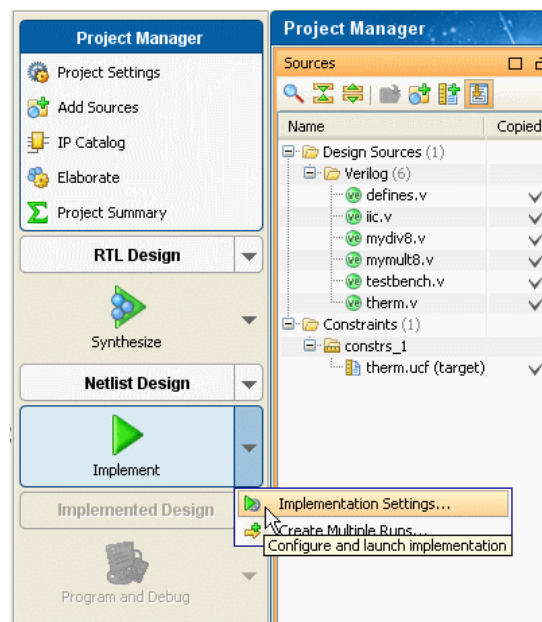 Project Manager
Project Settings
Add Sources
IP Catalog
Elaborate
Project Summary
RTL Design
Synthesize
Netlist Design
Implement
Implemented Design
Program and Debug
Project Manager
Sources
Name Copied
Design Sources (1)
Verilog (6)
defines.v
iic.v
mydiv8.v
mymult8.v
testbench.v
therm.v
Constraints (1)
constrs_1
therm.ucf (target)
Implementation Settings...
Create Multiple Runs...
Configure and launch implementation